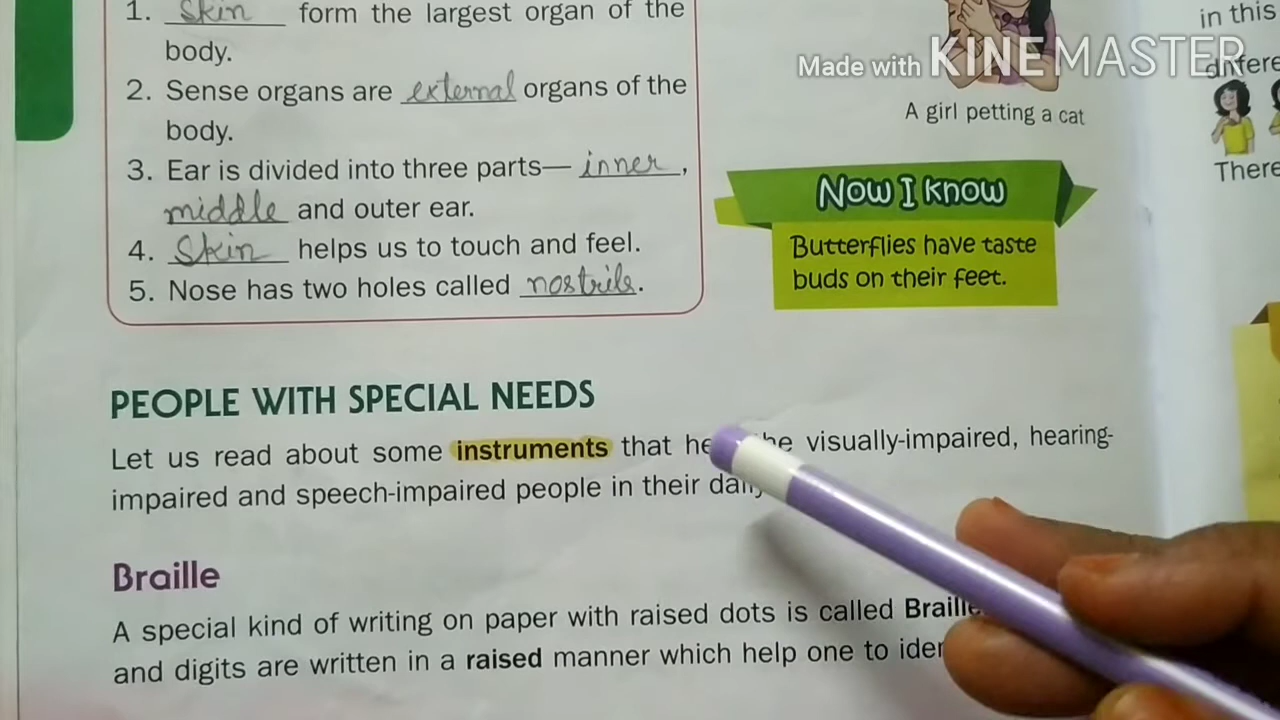 1. Skin form the largest organ of the
body.
2. Sense organs are external organs of the
body.
3. Ear is divided into three parts— inner,
middle and outer ear.
4. Skin helps us to touch and feel.
5. Nose has two holes called nostrils.
Made with KINEMASTER
A girl petting a cat
Now I know
Butterflies have taste
buds on their feet.
PEOPLE WITH SPECIAL NEEDS
Let us read about some instruments that visually-impaired, hearing-
impaired and speech-impaired people in their
Braille
A special kind of writing on paper with raised dots is called Braille
and digits are written in a raised manner which help one to
in this
There